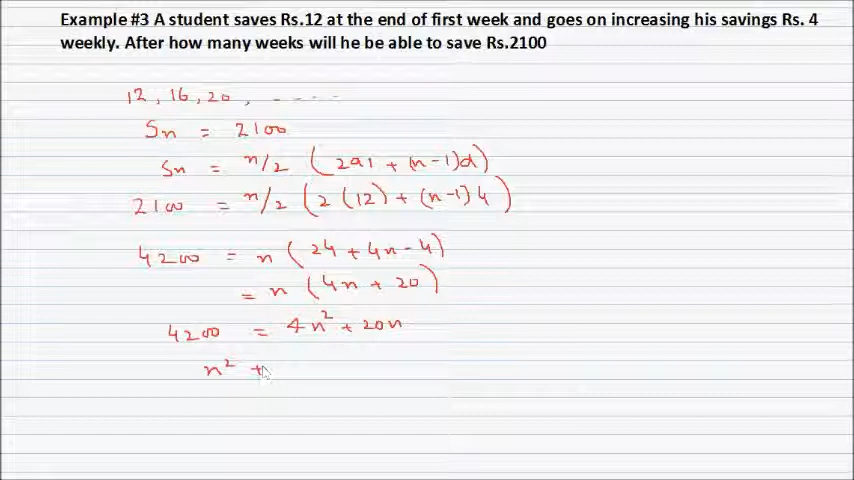 Example #3 A student saves Rs.12 at the end of first week and goes on increasing his savings Rs. 4
weekly. After how many weeks will he be able to save Rs.2100
12, 16, 20, -----
Sn = 2100
Sn = n/2 (2a1 + (n-1)d)
2100 = n/2 (2(12) + (n-1)4)
4200 = n (24 + 4n - 4)
= n (4n + 20)
4200 = 4n² + 20n
n² +